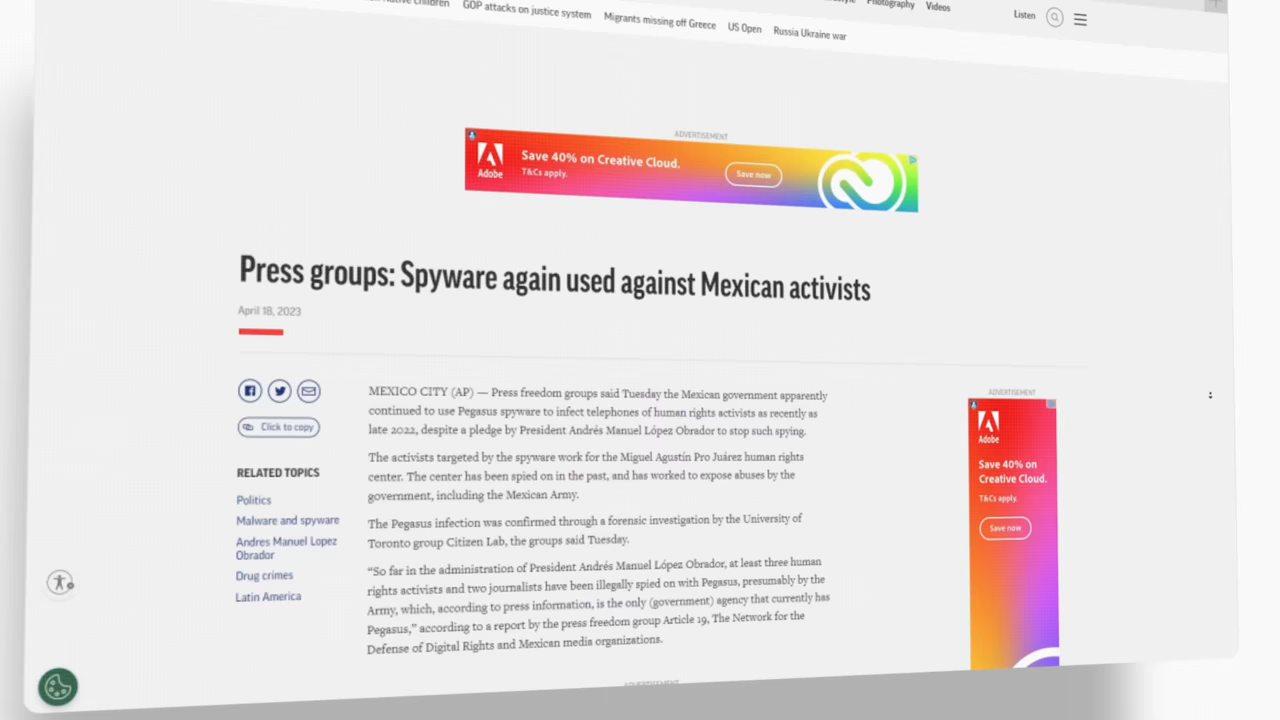 children GOP attacks on justice system Migrants missing off Greece US Open Russia Ukraine war
Photography Videos
Listen
ADVERTISEMENT
Adobe
Save 40% on Creative Cloud.
T&Cs apply.
Save now
Press groups: Spyware again used against Mexican activists
April 18, 2023
Click to copy
RELATED TOPICS
Politics
Malware and spyware
Andres Manuel Lopez
Obrador
Drug crimes
Latin America
MEXICO CITY (AP) — Press freedom groups said Tuesday the Mexican government apparently
continued to use Pegasus spyware to infect telephones of human rights activists as recently as
late 2022, despite a pledge by President Andrés Manuel López Obrador to stop such spying.
The activists targeted by the spyware work for the Miguel Agustín Pro Juárez human rights
center. The center has been spied on in the past, and has worked to expose abuses by the
government, including the Mexican Army.
The Pegasus infection was confirmed through a forensic investigation by the University of
Toronto group Citizen Lab, the groups said Tuesday.
“So far in the administration of President Andrés Manuel López Obrador, at least three human
rights activists and two journalists have been illegally spied on with Pegasus, presumably by the
Army, which, according to press information, is the only (government) agency that currently has
Pegasus,” according to a report by the press freedom group Article 19, The Network for the
Defense of Digital Rights and Mexican media organizations.
ADVERTISEMENT
ADVERTISEMENT
Adobe
Save 40% on
Creative Cloud.
T&Cs apply.
Save now